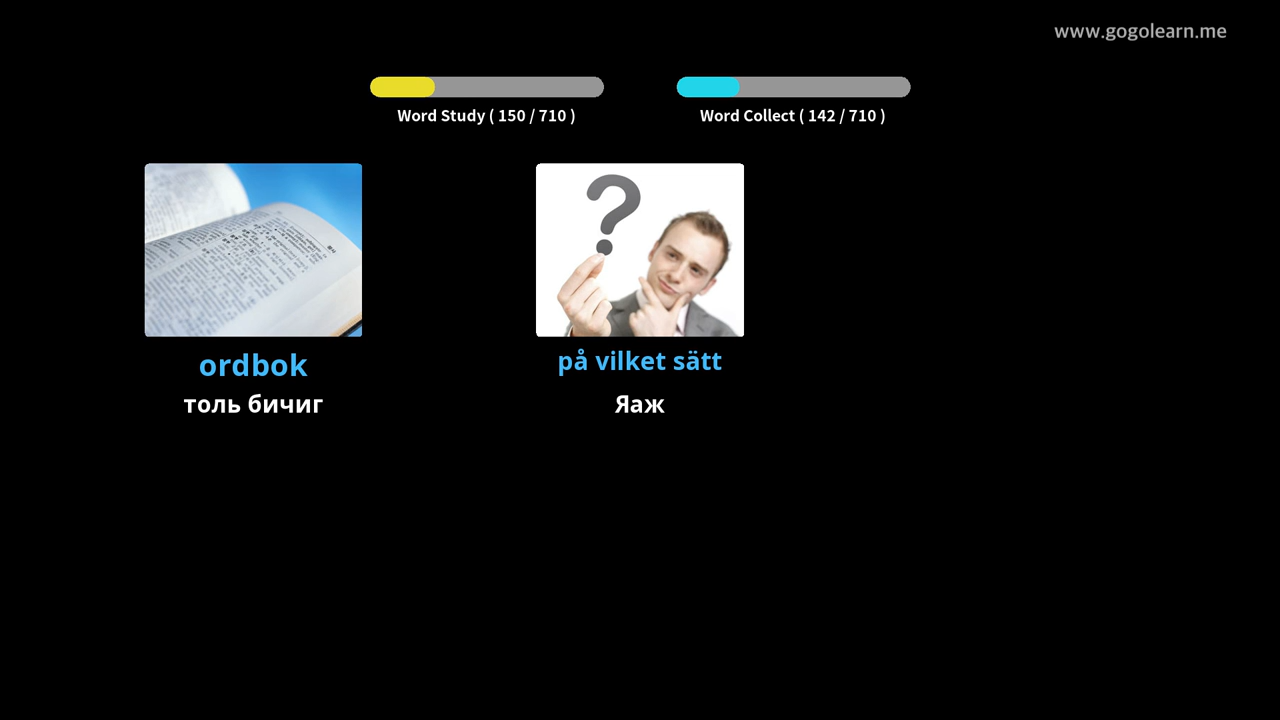 www.gogolearn.me
Word Study ( 150 / 710 )
Word Collect ( 142 / 710 )
ordbok
толь бичиг
på vilket sätt
Яаж